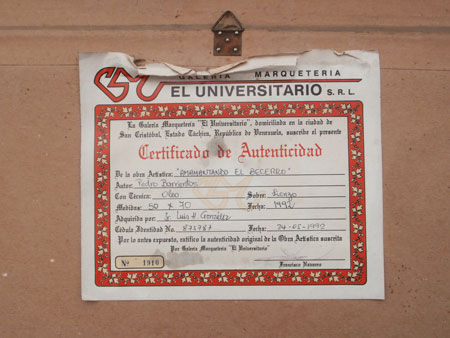 GALERIA MARQUETERIA
EL UNIVERSITARIO S.R.L.
La Galería Marquetería "El Universitario", domiciliada en la ciudad de
San Cristóbal, Estado Táchira, República de Venezuela, suscribe el presente
Certificado de Autenticidad
De la obra Artística: "AMAMANTANDO EL BECERRO"
Autor: Pedro Barrientos
Con Técnica: Oleo Sobre: Lienzo
Medidas: 50 x 70 Fecha: 1992
Adquirida por: Sr. Luis A González
Cédula Identidad No. 871787 Fecha: 24-05-1992
Por lo antes expuesto, ratifico la autenticidad original de la Obra Artística suscrita
Por Galería Marquetería "El Universitario"
Nº 1910
Francisco